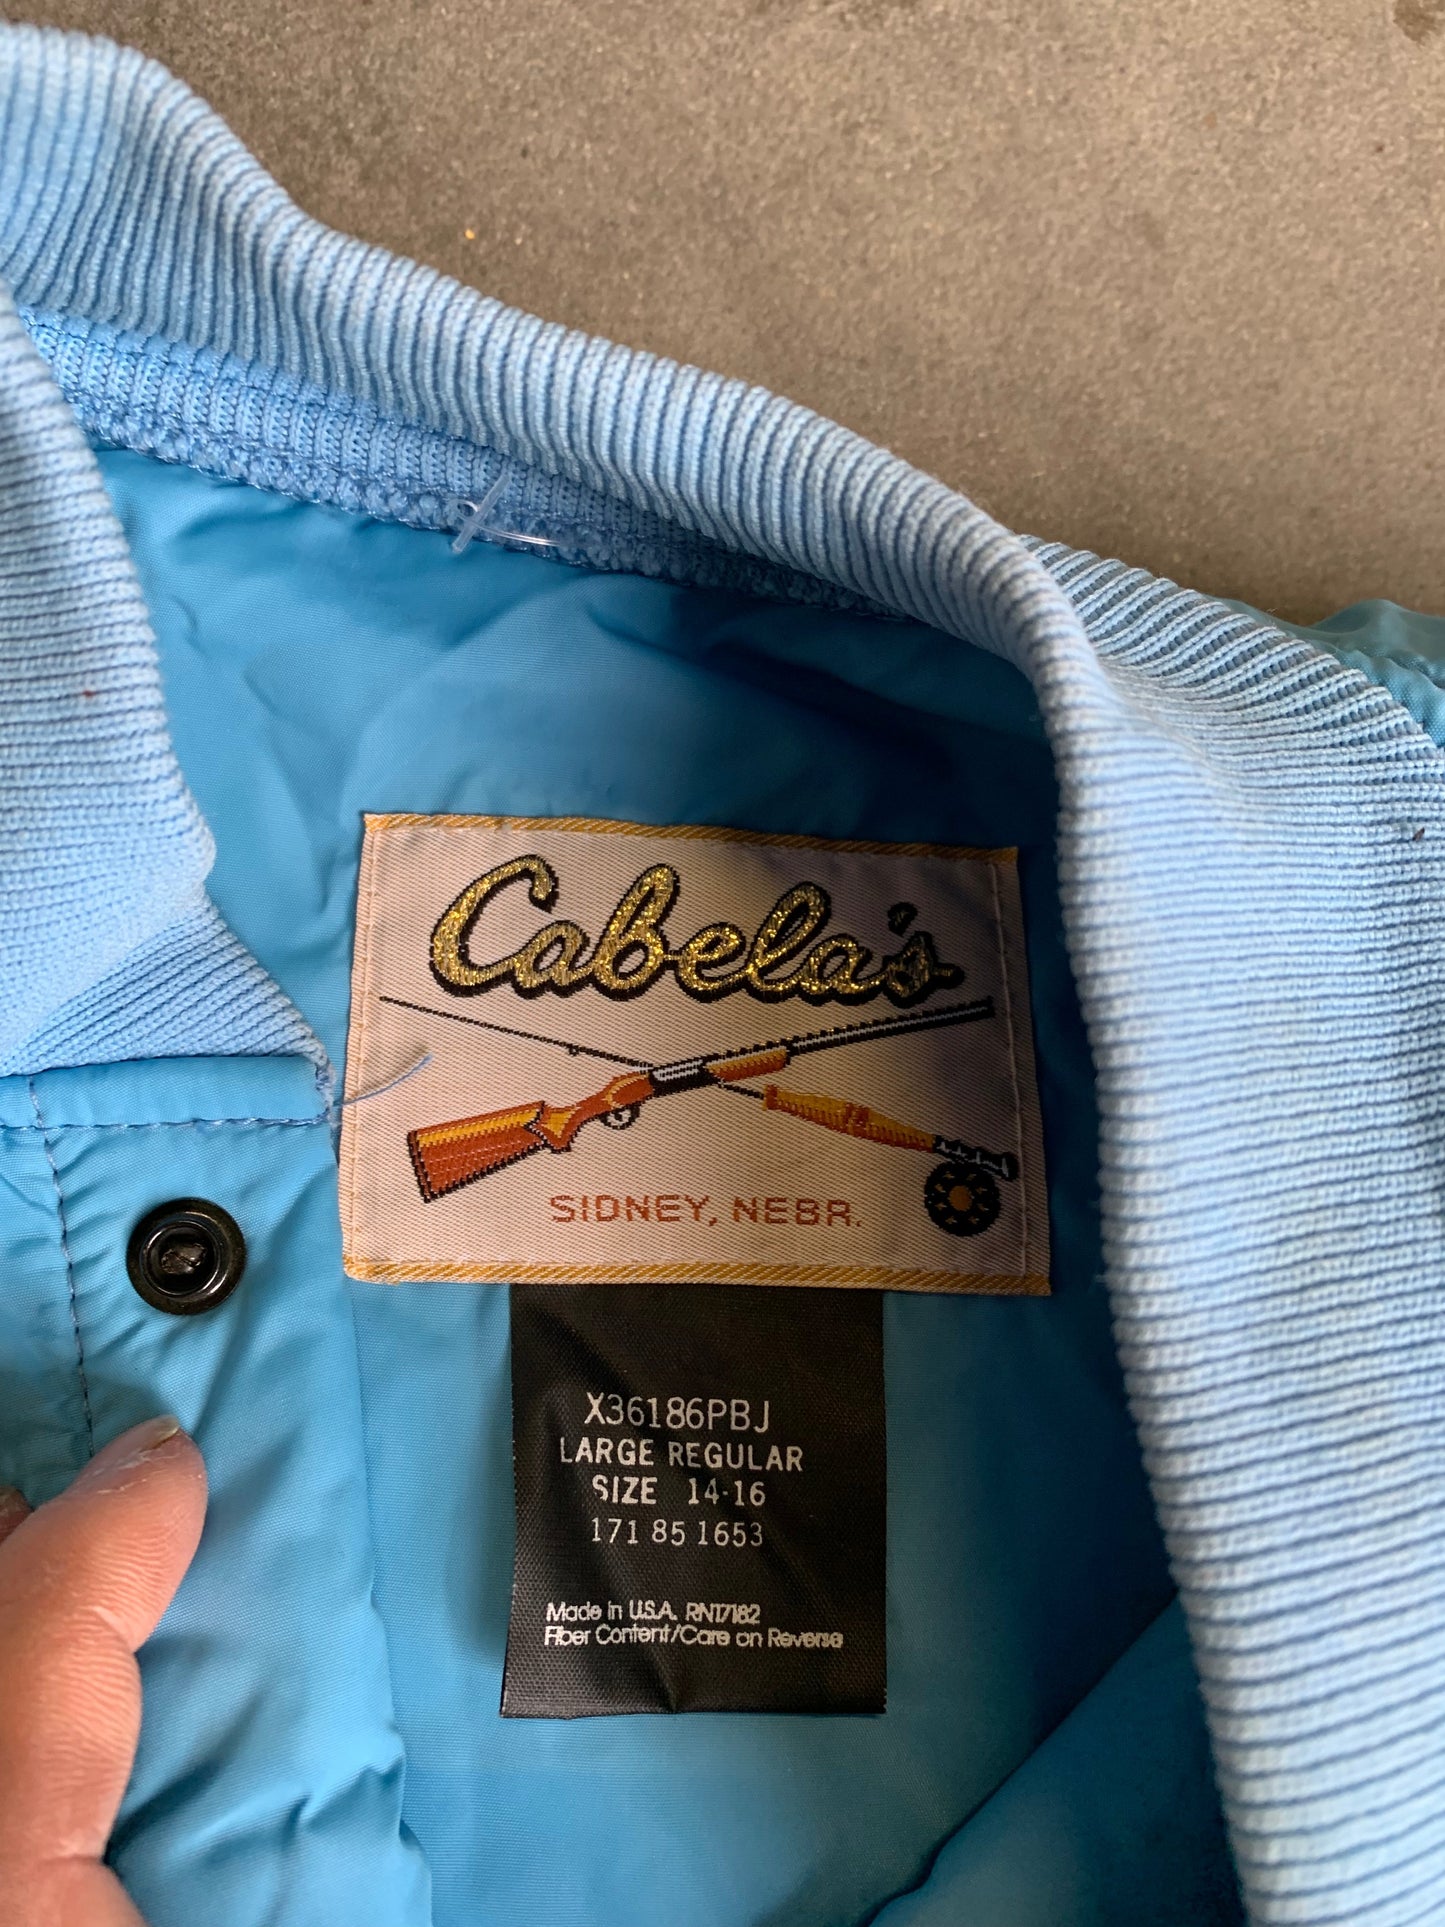 Cabela's
SIDNEY, NEBR.
X36186PBJ
LARGE REGULAR
SIZE 14-16
171 85 1653
Made in U.S.A. RN17182
Fiber Content/Care on Reverse